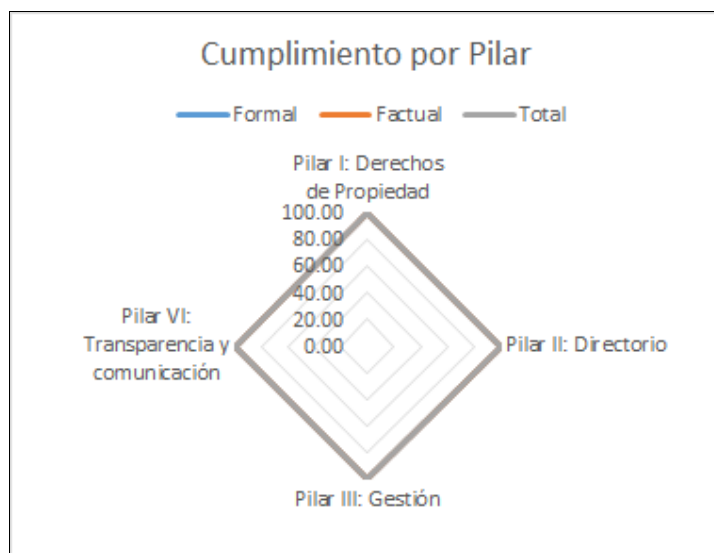 Cumplimiento por Pilar
Formal Factual Total
Pilar I: Derechos
de Propiedad
100.00
80.00
60.00
40.00
20.00
0.00
Pilar VI:
Transparencia y
comunicación
Pilar II: Directorio
Pilar III: Gestión